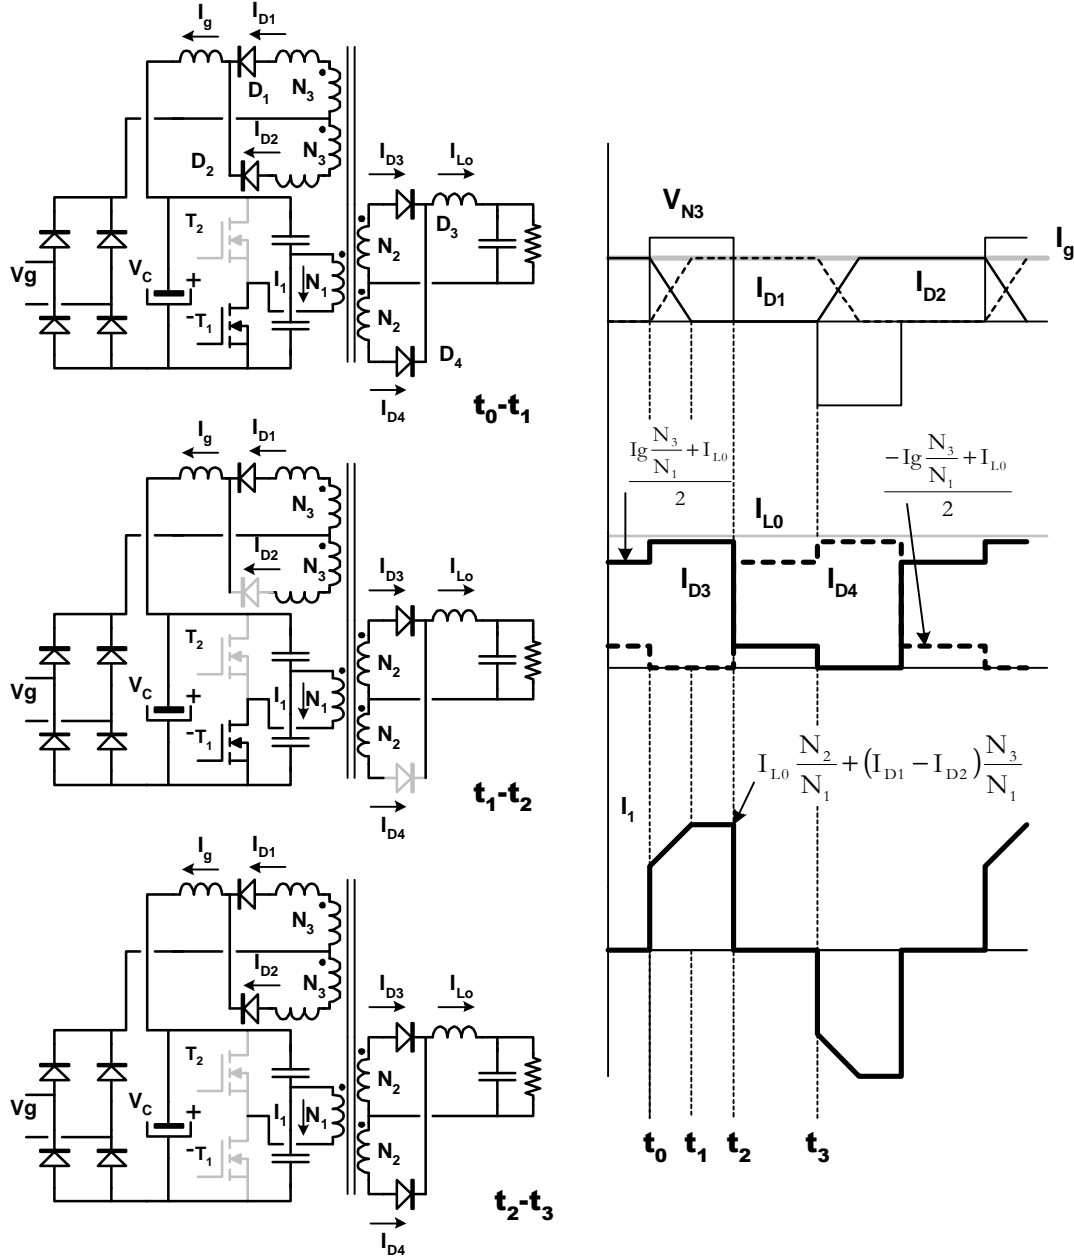 I_g I_D1
N_3
D_1
I_D2
D_2 N_3
I_D3 I_Lo
T_2 D_3
N_2
Vg V_C + I_1 N_1
-T_1 N_2
D_4
I_D4
t_0-t_1
I_g I_D1
N_3
I_D2
N_3 I_D3 I_Lo
T_2
N_2
Vg V_C + I_1 N_1
-T_1 N_2
t_1-t_2
I_D4
I_g I_D1
N_3
I_D2
N_3 I_D3 I_Lo
T_2
N_2
Vg V_C + I_1 N_1
-T_1 N_2
t_2-t_3
I_D4
V_N3
I_g
I_D1 I_D2
(Ig N_3/N_1 + I_L0)/2
(-Ig N_3/N_1 + I_L0)/2
I_L0
I_D3 I_D4
I_L0 N_2/N_1 + (I_D1 - I_D2) N_3/N_1
I_1
t_0 t_1 t_2 t_3